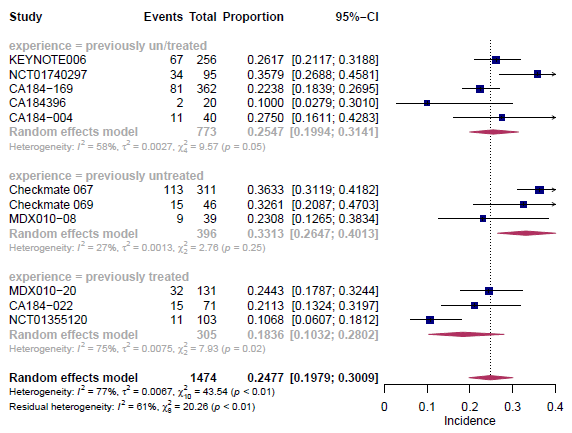 Study Events Total Proportion 95%−CI
experience = previously un/treated
KEYNOTE006 67 256 0.2617 [0.2117; 0.3188]
NCT01740297 34 95 0.3579 [0.2688; 0.4581]
CA184−169 81 362 0.2238 [0.1839; 0.2695]
CA184396 2 20 0.1000 [0.0279; 0.3010]
CA184−004 11 40 0.2750 [0.1611; 0.4283]
Random effects model 773 0.2547 [0.1994; 0.3141]
Heterogeneity: I² = 58%, τ² = 0.0027, χ²₄ = 9.57 (p = 0.05)
experience = previously untreated
Checkmate 067 113 311 0.3633 [0.3119; 0.4182]
Checkmate 069 15 46 0.3261 [0.2087; 0.4703]
MDX010−08 9 39 0.2308 [0.1265; 0.3834]
Random effects model 396 0.3313 [0.2647; 0.4013]
Heterogeneity: I² = 27%, τ² = 0.0013, χ²₂ = 2.76 (p = 0.25)
experience = previously treated
MDX010−20 32 131 0.2443 [0.1787; 0.3244]
CA184−022 15 71 0.2113 [0.1324; 0.3197]
NCT01355120 11 103 0.1068 [0.0607; 0.1812]
Random effects model 305 0.1836 [0.1032; 0.2802]
Heterogeneity: I² = 75%, τ² = 0.0075, χ²₂ = 7.93 (p = 0.02)
Random effects model 1474 0.2477 [0.1979; 0.3009]
Heterogeneity: I² = 77%, τ² = 0.0067, χ²₁₀ = 43.54 (p < 0.01)
Residual heterogeneity: I² = 61%, χ²₈ = 20.26 (p < 0.01)
0 0.1 0.2 0.3 0.4
Incidence